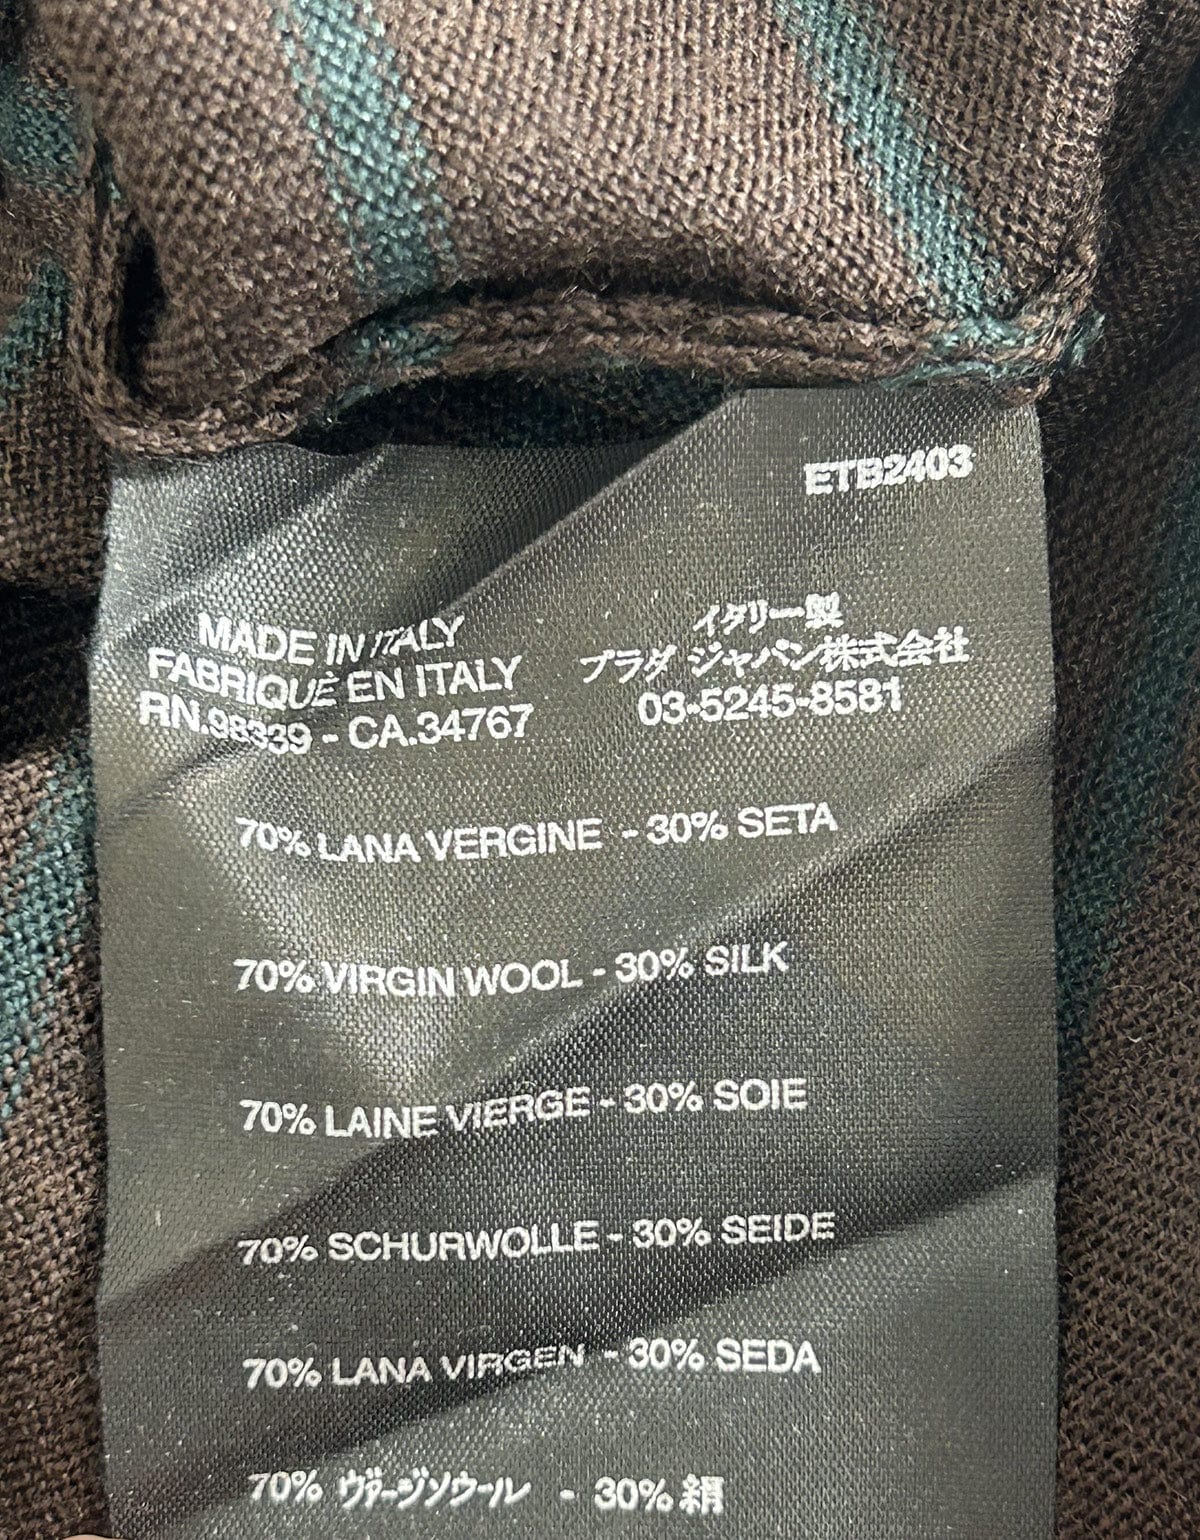 ETB2403
MADE IN ITALY
FABRIQUÈ EN ITALY
RN.98339 - CA.34767
イタリー製
プラダ ジャパン株式会社
03-5245-8581
70% LANA VERGINE - 30% SETA
70% VIRGIN WOOL - 30% SILK
70% LAINE VIERGE - 30% SOIE
70% SCHURWOLLE - 30% SEIDE
70% LANA VIRGEN - 30% SEDA
70% ヴァージンウール - 30% 絹